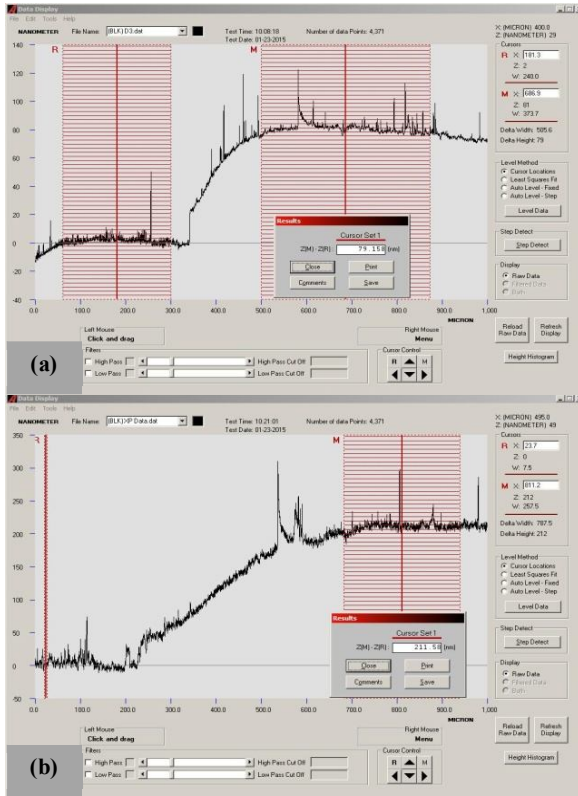 Data Display
File Edit Tools Help
NANOMETER File Name: (BLK) D3.dat Test Time: 10:08:18 Number of data Points: 4,371
Test Date: 01-23-2015
X: (MICRON) 400.0
Z: (NANOMETER) 29
Cursors
R X: 181.3
Z: 2
W: 240.0
M X: 686.9
Z: 81
W: 373.7
Delta Width: 505.6
Delta Height: 79
Level Method
Cursor Locations
Least Squares Fit
Auto Level - Fixed
Auto Level - Step
Level Data
Step Detect
Step Detect
Display
Raw Data
Filtered Data
Both
Reload Raw Data
Refresh Display
Height Histogram
R M
140
120
100
80
60
40
20
0
-20
-40
0.0 100.0 200.0 300.0 400.0 500.0 600.0 700.0 800.0 900.0 1,000
MICRON
Results
Cursor Set 1
Z(M) - Z(R): 79.158 (nm)
Close Print
Comments Save
Left Mouse
Click and drag
Right Mouse
Menu
Filters
High Pass High Pass Cut Off
Low Pass Low Pass Cut Off
Cursor Control
R M
(a)
Data Display
File Edit Tools Help
NANOMETER File Name: (BLK)XP Data.dat Test Time: 10:21:01 Number of data Points: 4,371
Test Date: 01-23-2015
X: (MICRON) 495.0
Z: (NANOMETER) 49
Cursors
R X: 23.7
Z: 0
W: 7.5
M X: 811.2
Z: 212
W: 257.5
Delta Width: 787.5
Delta Height: 212
Level Method
Cursor Locations
Least Squares Fit
Auto Level - Fixed
Auto Level - Step
Level Data
Step Detect
Step Detect
Display
Raw Data
Filtered Data
Both
Reload Raw Data
Refresh Display
Height Histogram
R M
350
300
250
200
150
100
50
0
-50
0.0 100.0 200.0 300.0 400.0 500.0 600.0 700.0 800.0 900.0 1,000
MICRON
Results
Cursor Set 1
Z(M) - Z(R): 211.58 (nm)
Close Print
Comments Save
Left Mouse
Click and drag
Right Mouse
Menu
Filters
High Pass High Pass Cut Off
Low Pass Low Pass Cut Off
Cursor Control
R M
(b)